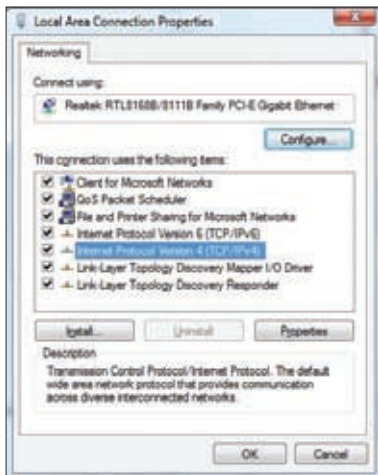 Local Area Connection Properties
Networking
Connect using:
Realtek RTL8168B/8111B Family PCI-E Gigabit Ethernet
Configure...
This connection uses the following items:
Client for Microsoft Networks
QoS Packet Scheduler
File and Printer Sharing for Microsoft Networks
Internet Protocol Version 6 (TCP/IPv6)
Internet Protocol Version 4 (TCP/IPv4)
Link-Layer Topology Discovery Mapper I/O Driver
Link-Layer Topology Discovery Responder
Install... Uninstall Properties
Description
Transmission Control Protocol/Internet Protocol. The default
wide area network protocol that provides communication
across diverse interconnected networks.
OK Cancel